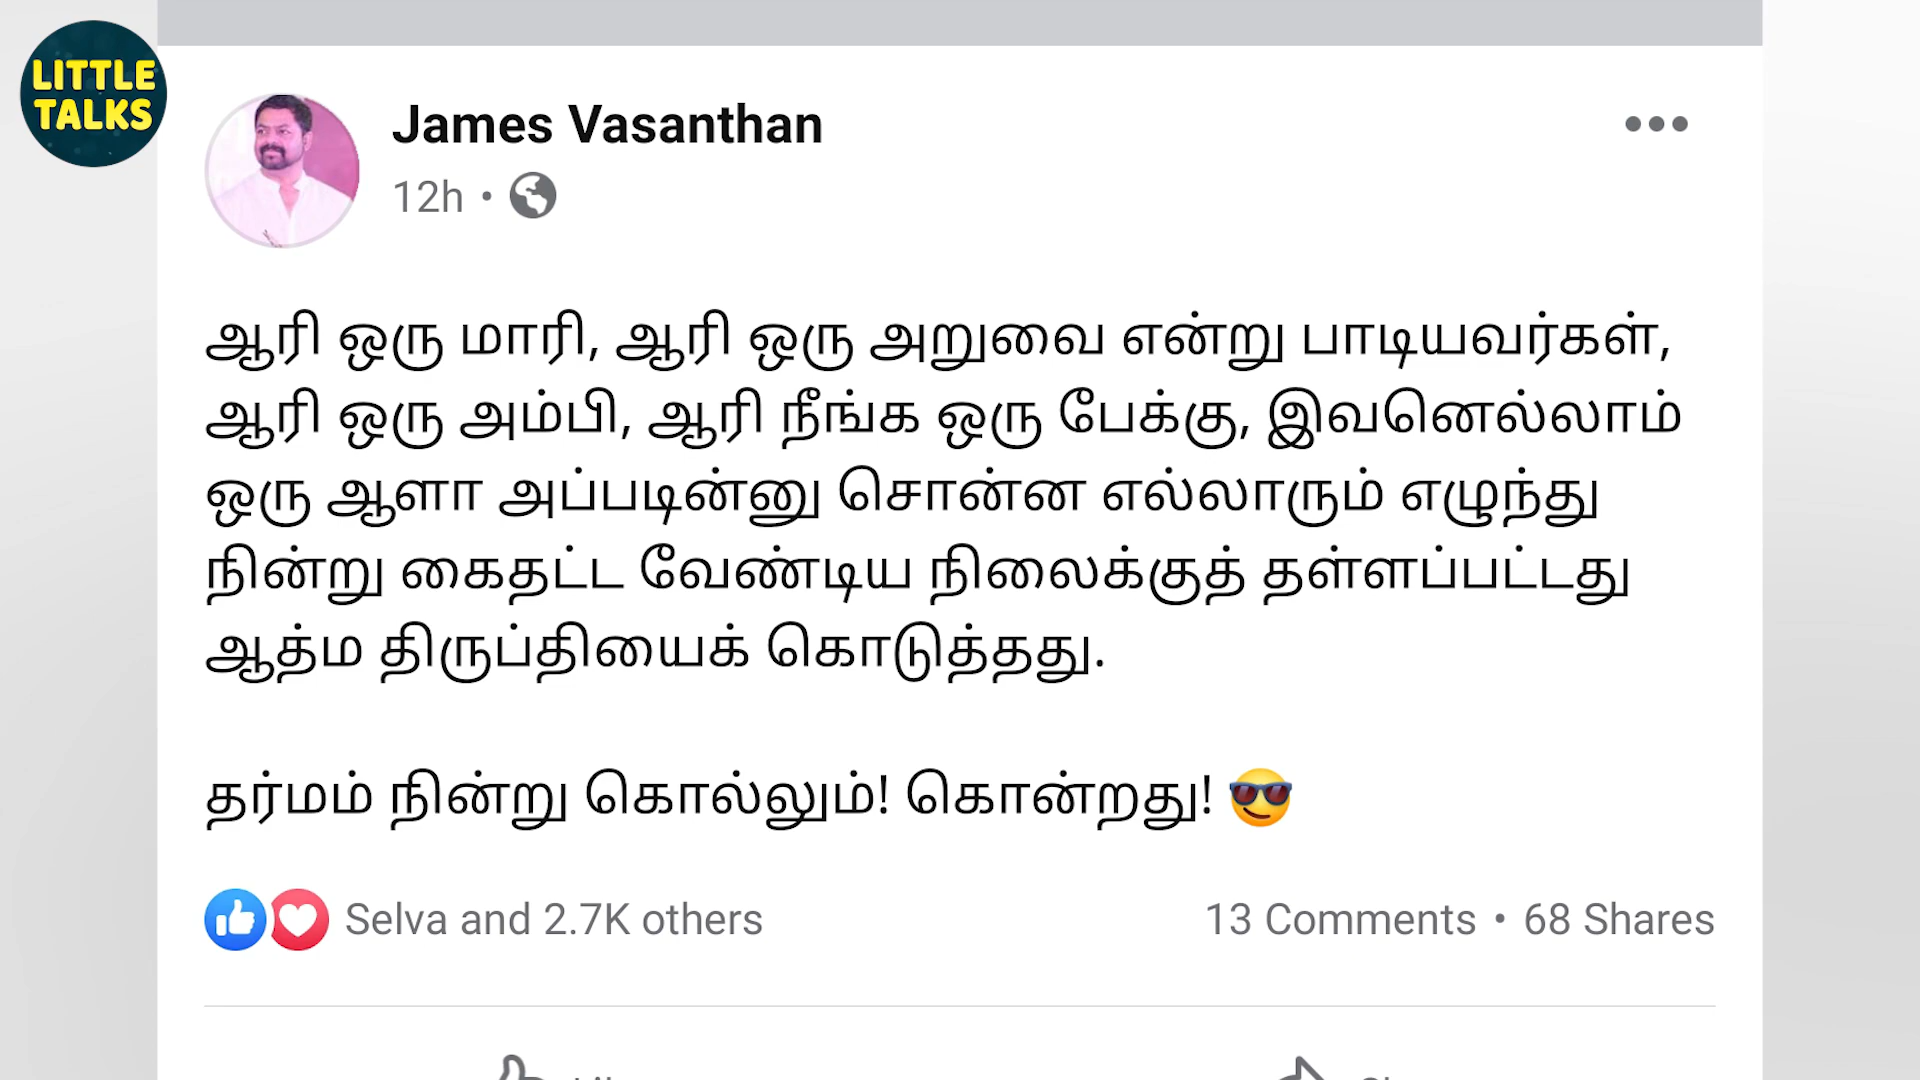 LITTLE
TALKS
James Vasanthan
12h •
ஆரி ஒரு மாரி, ஆரி ஒரு அறுவை என்று பாடியவர்கள்,
ஆரி ஒரு அம்பி, ஆரி நீங்க ஒரு பேக்கு, இவனெல்லாம்
ஒரு ஆளா அப்படின்னு சொன்ன எல்லாரும் எழுந்து
நின்று கைதட்ட வேண்டிய நிலைக்குத் தள்ளப்பட்டது
ஆத்ம திருப்தியைக் கொடுத்தது.
தர்மம் நின்று கொல்லும்! கொன்றது! 😎
Selva and 2.7K others
13 Comments • 68 Shares